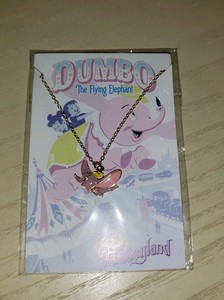 DUMBO
The Flying Elephant
Disneyland